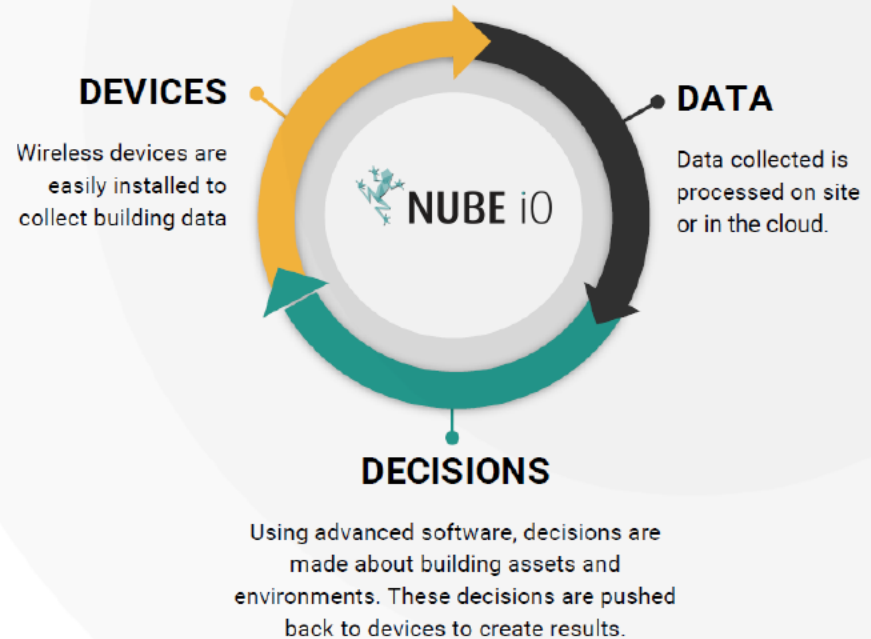 DEVICES
Wireless devices are
easily installed to
collect building data
DATA
Data collected is
processed on site
or in the cloud.
NUBE iO
DECISIONS
Using advanced software, decisions are
made about building assets and
environments. These decisions are pushed
back to devices to create results.